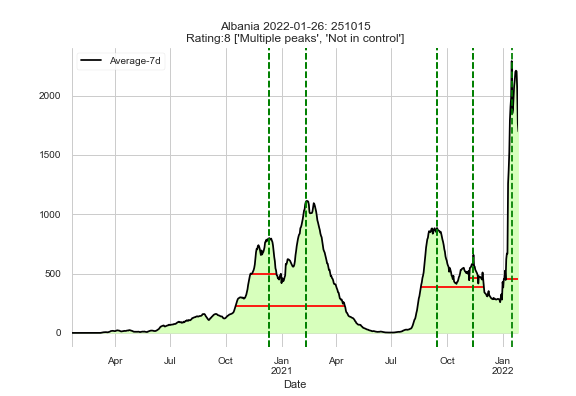 Albania 2022-01-26: 251015
Rating:8 ['Multiple peaks', 'Not in control']
Average-7d
2000
1500
1000
500
0
Apr Jul Oct Jan Apr Jul Oct Jan
2021 2022
Date